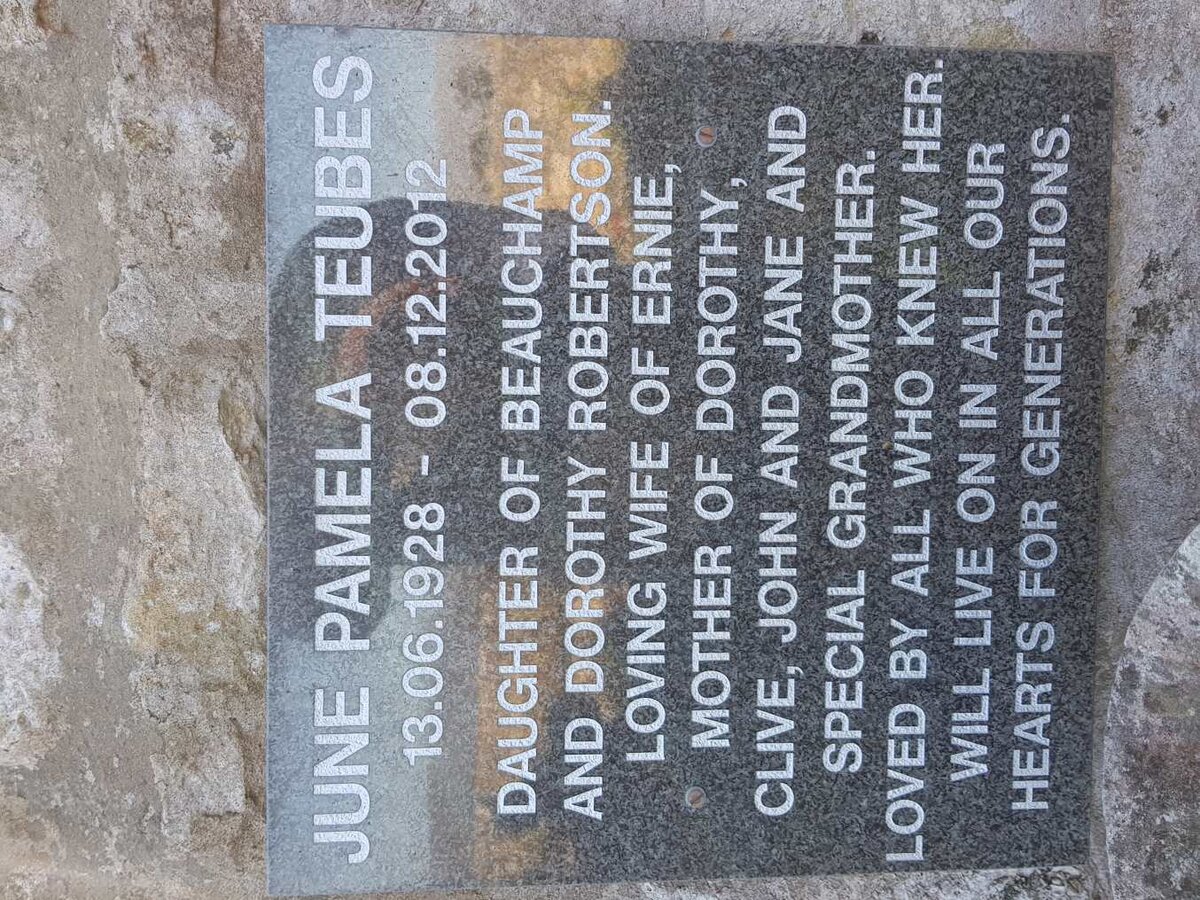 JUNE PAMELA TEUBES
13.06.1928 - 08.12.2012
DAUGHTER OF BEAUCHAMP
AND DOROTHY ROBERTSON.
LOVING WIFE OF ERNIE,
MOTHER OF DOROTHY,
CLIVE, JOHN AND JANE AND
SPECIAL GRANDMOTHER.
LOVED BY ALL WHO KNEW HER.
WILL LIVE ON IN ALL OUR
HEARTS FOR GENERATIONS.